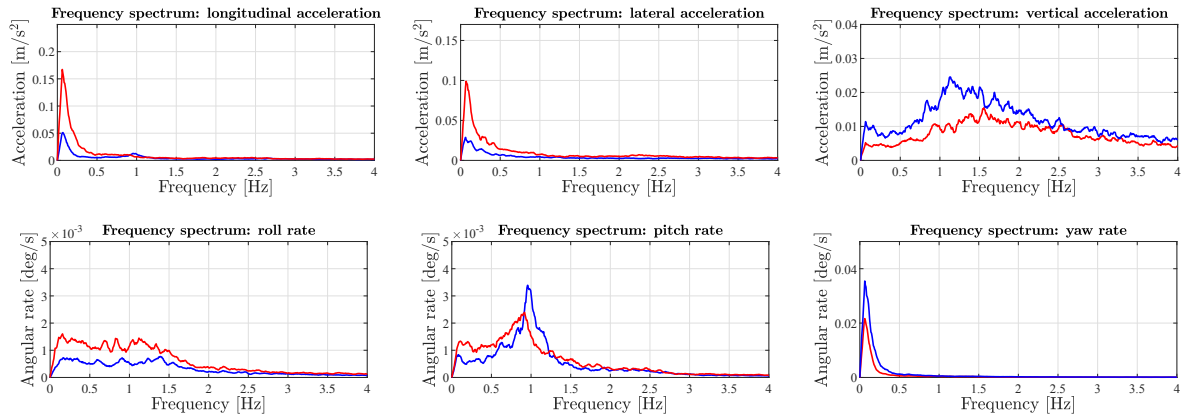 Frequency spectrum: longitudinal acceleration
Acceleration [m/s²]
0.2
0.15
0.1
0.05
0
0 0.5 1 1.5 2 2.5 3 3.5 4
Frequency [Hz]
Frequency spectrum: lateral acceleration
Acceleration [m/s²]
0.15
0.1
0.05
0
0 0.5 1 1.5 2 2.5 3 3.5 4
Frequency [Hz]
Frequency spectrum: vertical acceleration
Acceleration [m/s²]
0.04
0.03
0.02
0.01
0
0 0.5 1 1.5 2 2.5 3 3.5 4
Frequency [Hz]
Frequency spectrum: roll rate
×10⁻³
Angular rate [deg/s]
5
4
3
2
1
0
0 0.5 1 1.5 2 2.5 3 3.5 4
Frequency [Hz]
Frequency spectrum: pitch rate
×10⁻³
Angular rate [deg/s]
5
4
3
2
1
0
0 0.5 1 1.5 2 2.5 3 3.5 4
Frequency [Hz]
Frequency spectrum: yaw rate
Angular rate [deg/s]
0.04
0.02
0
0 0.5 1 1.5 2 2.5 3 3.5 4
Frequency [Hz]